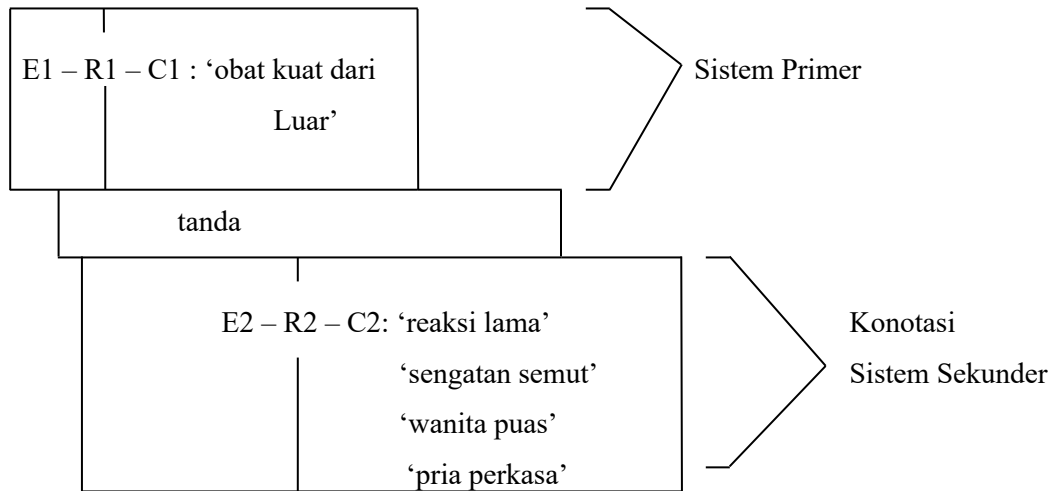 E1 – R1 – C1 : ‘obat kuat dari
Luar’
Sistem Primer
tanda
E2 – R2 – C2: ‘reaksi lama’
‘sengatan semut’
‘wanita puas’
‘pria perkasa’
Konotasi
Sistem Sekunder